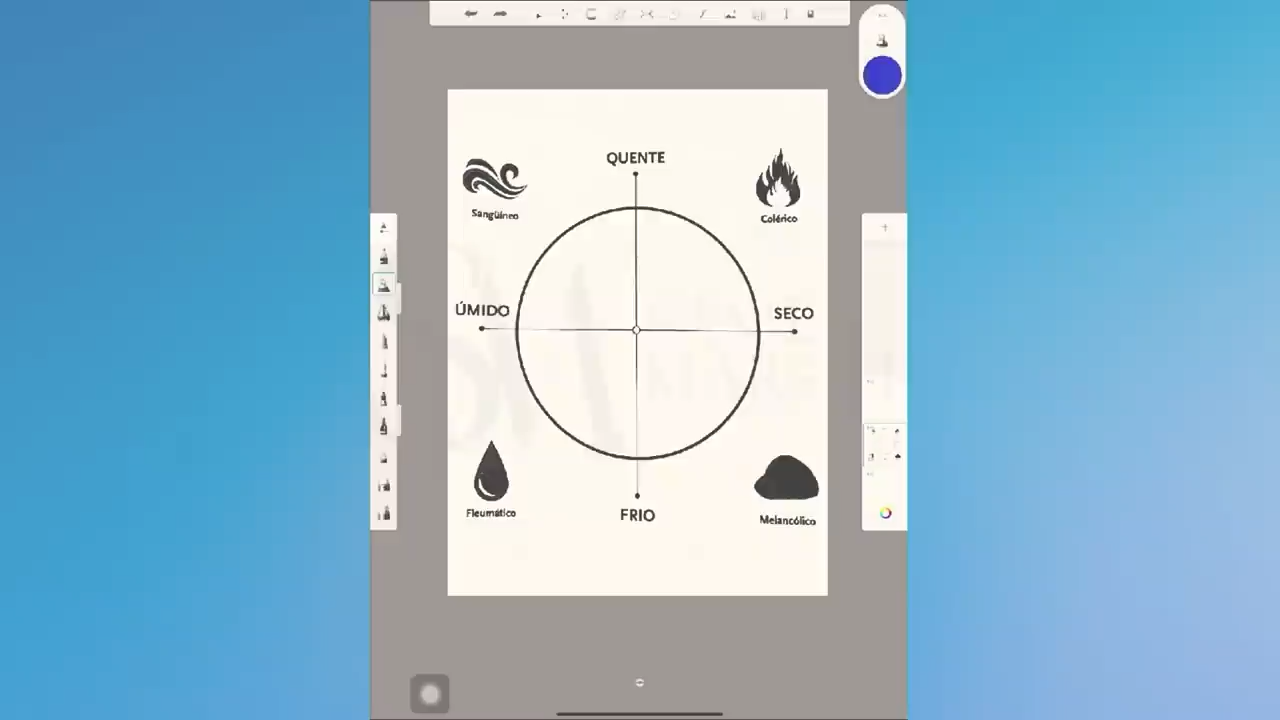 QUENTE
Sangüíneo
Colérico
ÚMIDO
SECO
Fleumático
FRIO
Melancólico